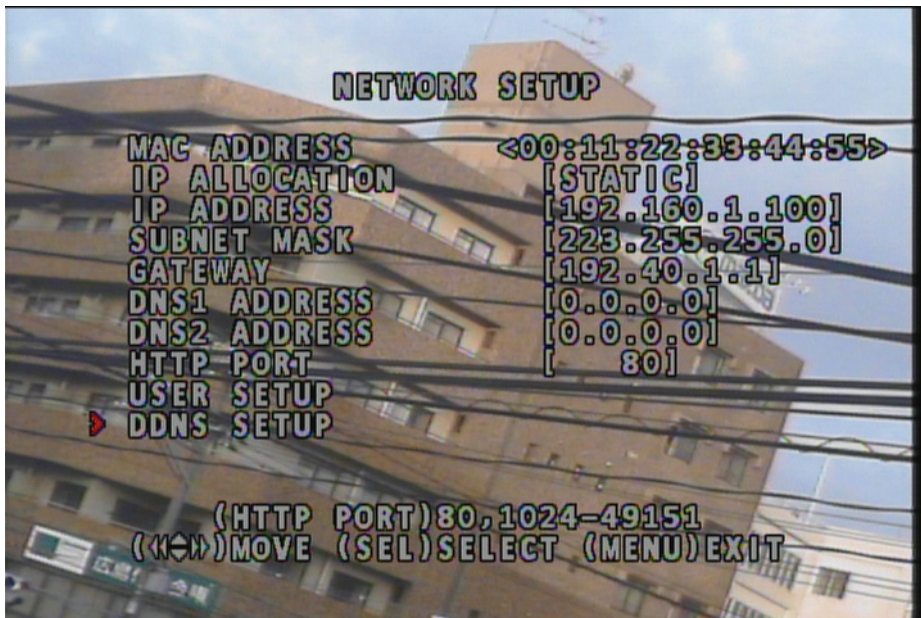 NETWORK SETUP
MAC ADDRESS <00:11:22:33:44:55>
IP ALLOCATION [STATIC]
IP ADDRESS [192.160.1.100]
SUBNET MASK [223.255.255.0]
GATEWAY [192.40.1.1]
DNS1 ADDRESS [0.0.0.0]
DNS2 ADDRESS [0.0.0.0]
HTTP PORT [ 80]
USER SETUP
DDNS SETUP
(HTTP PORT)80,1024-49151
()MOVE (SEL)SELECT (MENU)EXIT